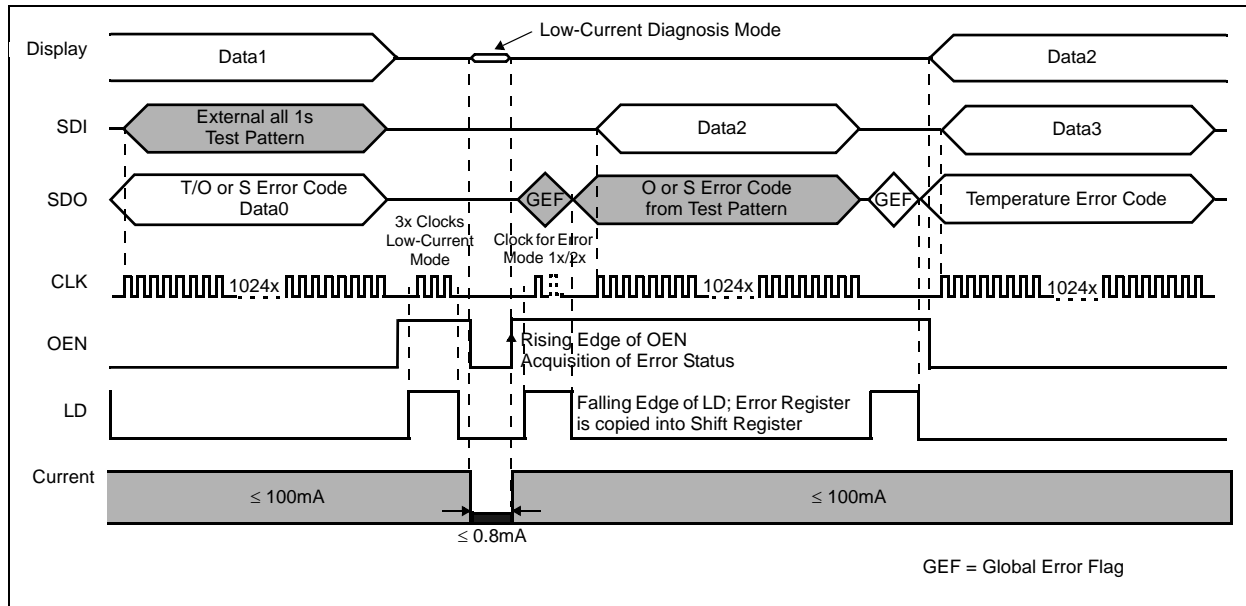 Low-Current Diagnosis Mode
Display
Data1
Data2
SDI
External all 1s
Test Pattern
Data2
Data3
SDO
T/O or S Error Code
Data0
GEF
O or S Error Code
from Test Pattern
GEF
Temperature Error Code
3x Clocks
Low-Current
Mode
Clock for Error
Mode 1x/2x
CLK
1024x
1024x
1024x
OEN
Rising Edge of OEN
Acquisition of Error Status
LD
Falling Edge of LD; Error Register
is copied into Shift Register
Current
≤ 100mA
≤ 100mA
≤ 0.8mA
GEF = Global Error Flag